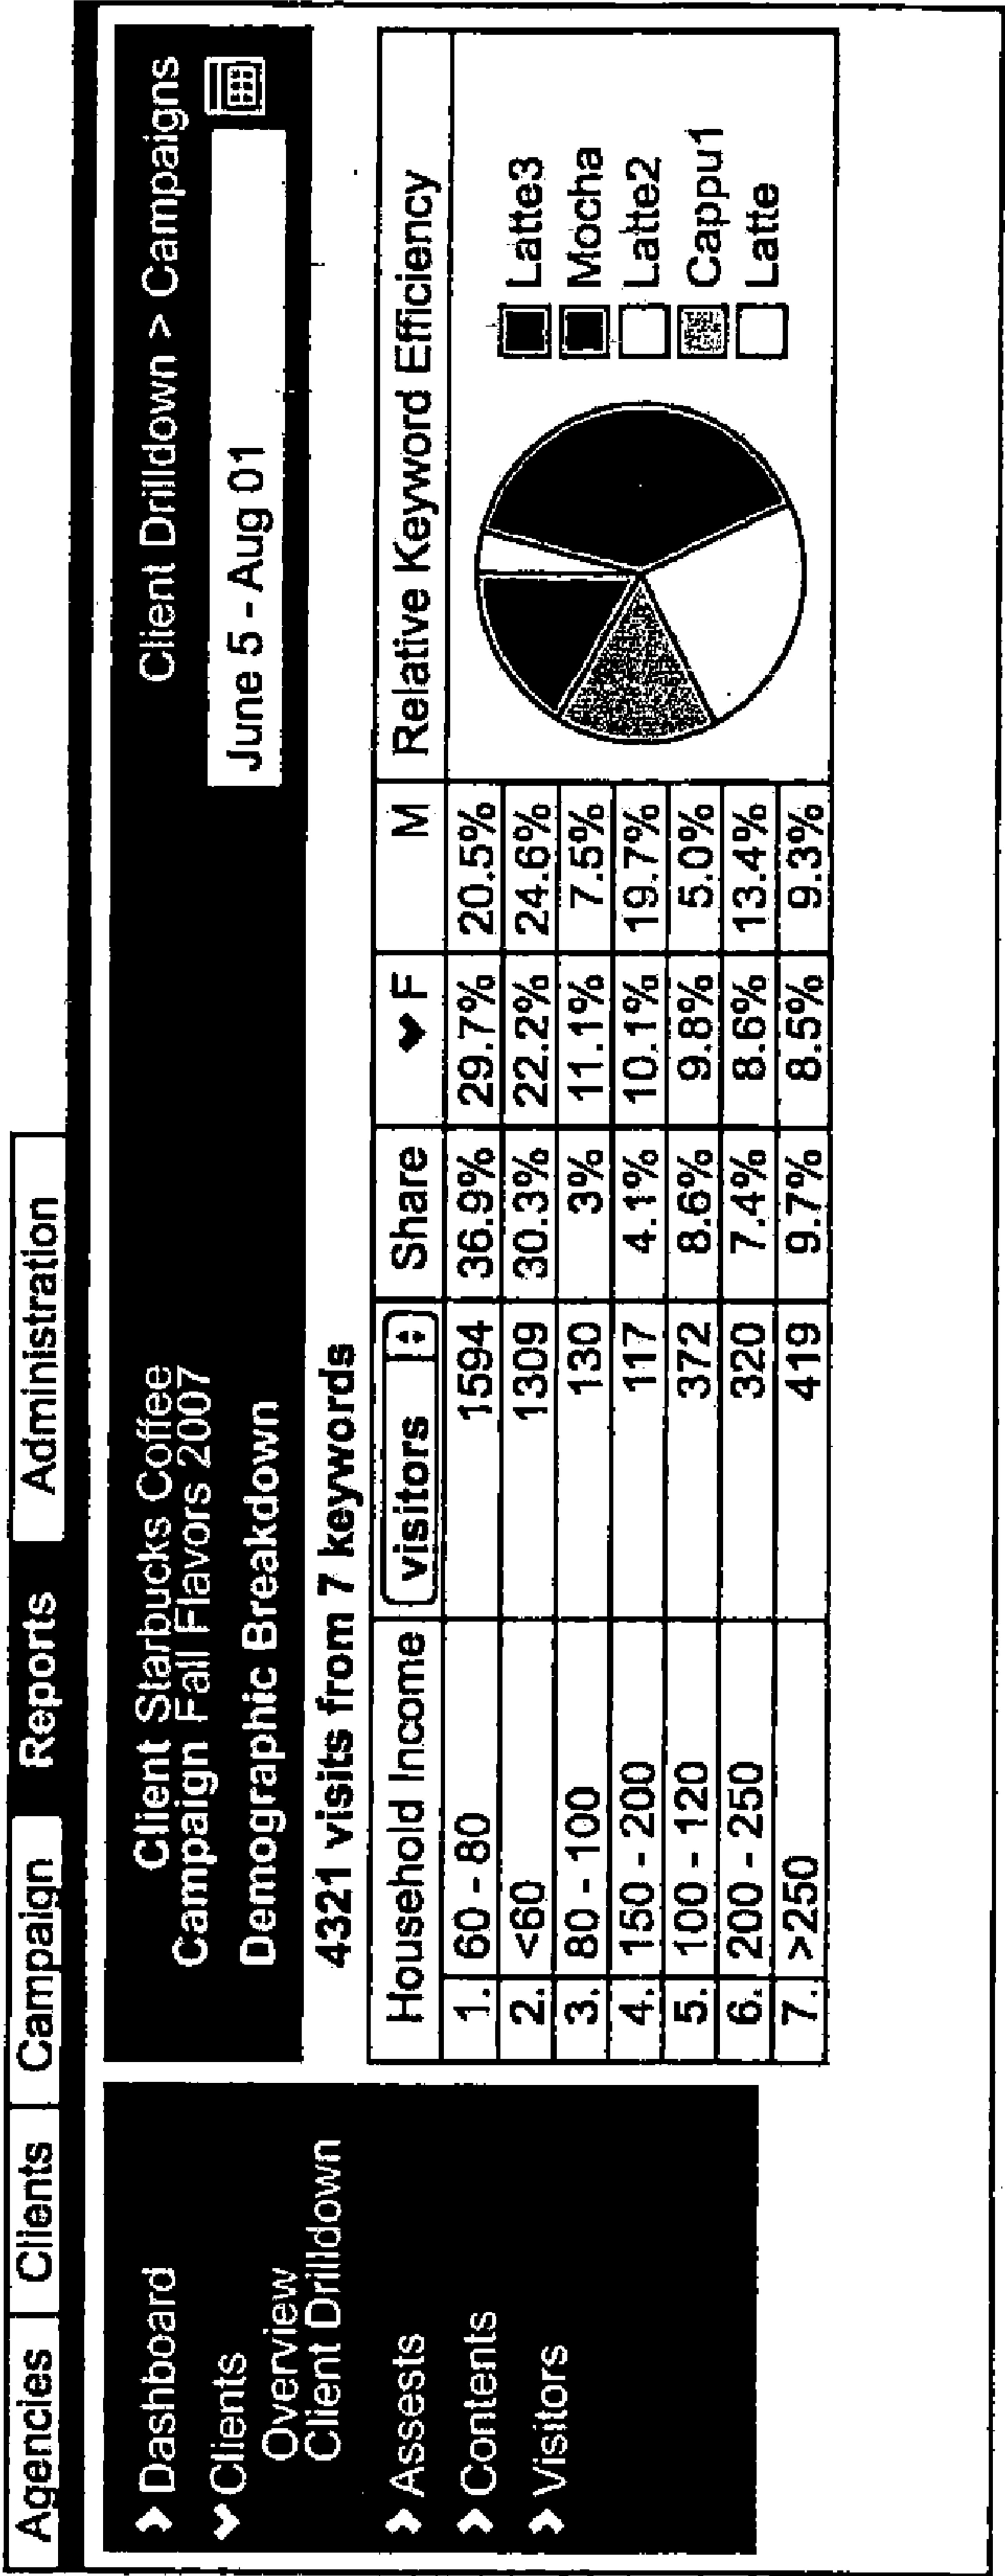 Agencies Clients Campaign Reports Administration
Dashboard
Clients
Overview
Client Drilldown
Assests
Contents
Visitors
Client Starbucks Coffee Client Drilldown > Campaigns
Campaign Fall Flavors 2007
Demographic Breakdown June 5 - Aug 01
4321 visits from 7 keywords
Household Income visitors Share F M Relative Keyword Efficiency
1. 60 - 80 1594 36.9% 29.7% 20.5%
2. <60 1309 30.3% 22.2% 24.6%
3. 80 - 100 130 3% 11.1% 7.5%
4. 150 - 200 117 4.1% 10.1% 19.7%
5. 100 - 120 372 8.6% 9.8% 5.0%
6. 200 - 250 320 7.4% 8.6% 13.4%
7. >250 419 9.7% 8.5% 9.3%
Latte3
Mocha
Latte2
Cappu1
Latte